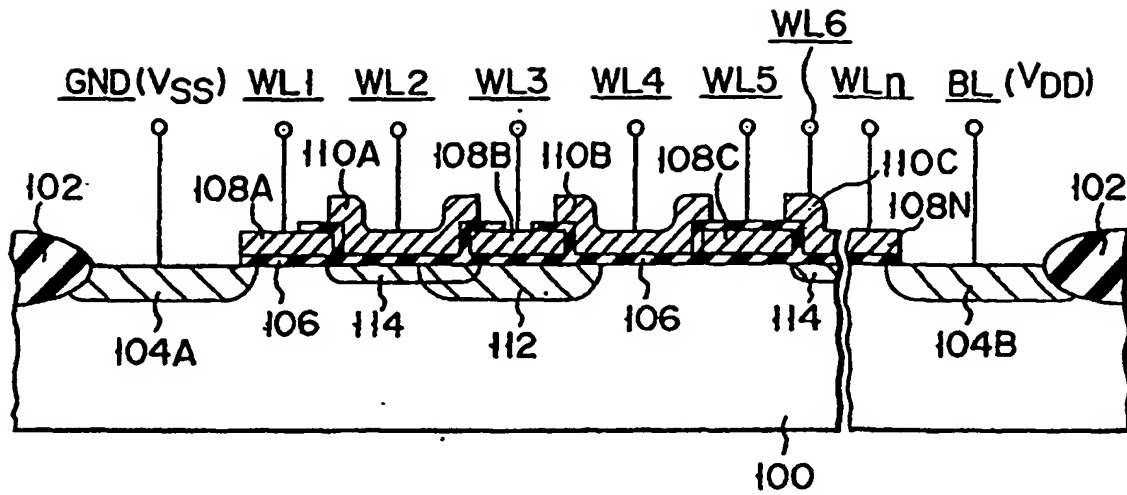 WL6
GND (VSS) WL1 WL2 WL3 WL4 WL5 WLn BL (VDD)
102 108A 110A 108B 110B 108C 110C 108N 102
104A 106 114 112 106 114 104B
100